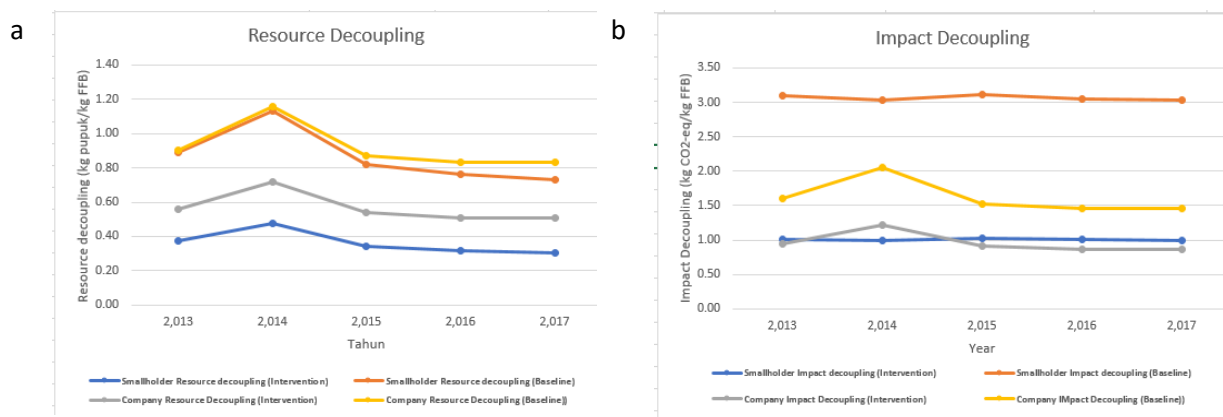 a
Resource Decoupling
Resource decoupling (kg pupuk/kg FFB)
1.40
1.20
1.00
0.80
0.60
0.40
0.20
0.00
2,013 2,014 2,015 2,016 2,017
Tahun
Smallholder Resource decoupling (Intervention) Smallholder Resource decoupling (Baseline)
Company Resource Decoupling (Intervention) Company Resource Decoupling (Baseline))
b
Impact Decoupling
Impact Decoupling (kg CO2-eq/kg FFB)
3.50
3.00
2.50
2.00
1.50
1.00
0.50
0.00
2,013 2,014 2,015 2,016 2,017
Year
Smallholder Impact decoupling (Intervention) Smallholder Impact decoupling (Baseline)
Company Impact Decoupling (Intervention) Company IMpact Decoupling (Baseline))